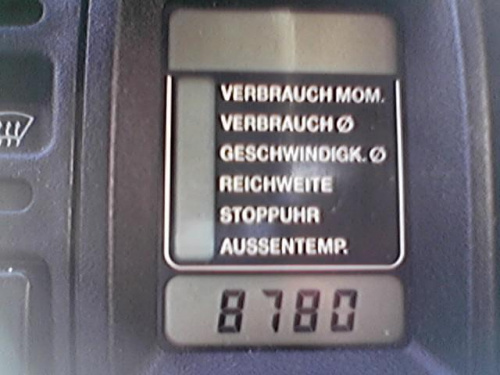 VERBRAUCH MOM.
VERBRAUCH Ø
GESCHWINDIGK. Ø
REICHWEITE
STOPPUHR
AUSSENTEMP.
8780